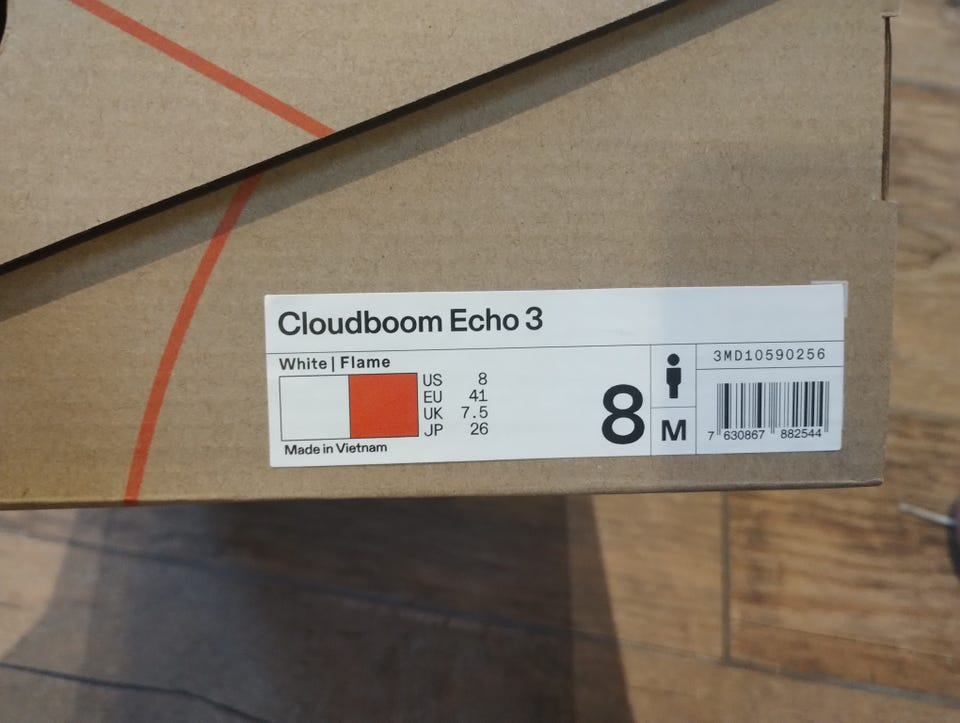 Cloudboom Echo 3
White | Flame
US 8
EU 41
UK 7.5
JP 26
Made in Vietnam
8
M
3MD10590256
7 630867 882544